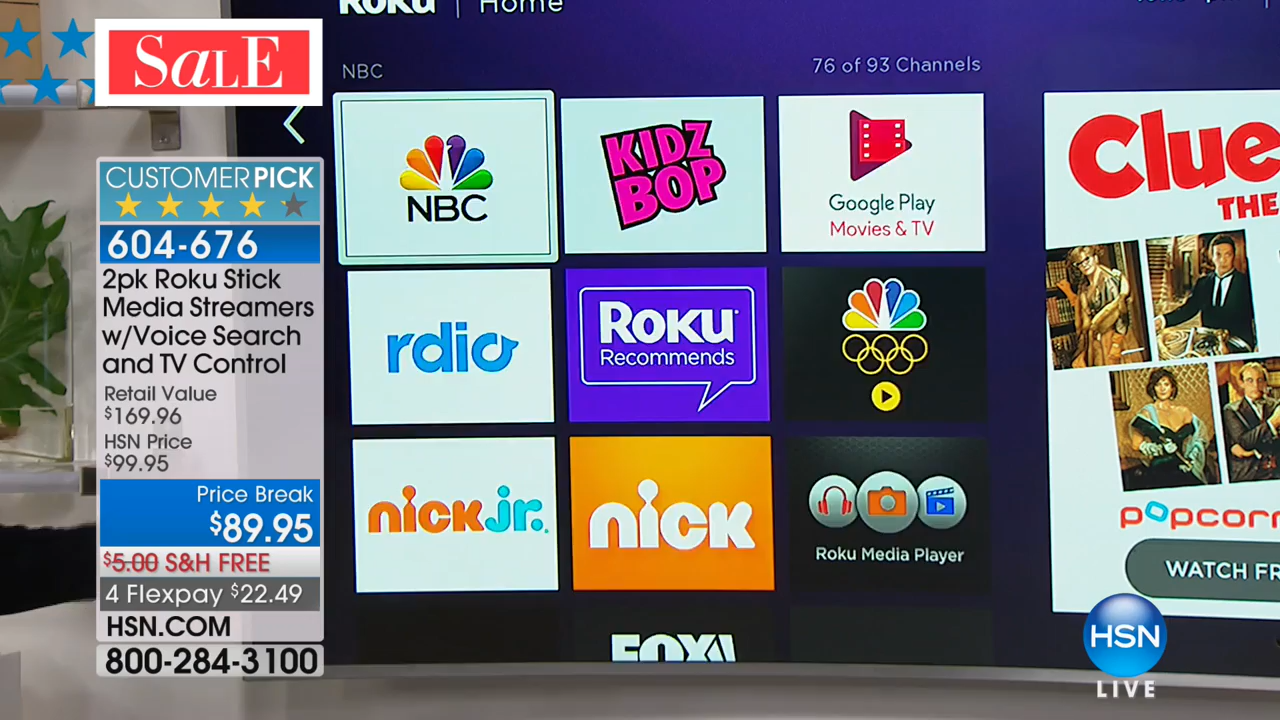 SaLE
CUSTOMER PICK
604-676
2pk Roku Stick
Media Streamers
w/Voice Search
and TV Control
Retail Value
$169.96
HSN Price
$99.95
Price Break
$89.95
$5.00 S&H FREE
4 Flexpay $22.49
HSN.COM
800-284-3100
Roku | Home
NBC
76 of 93 Channels
NBC
KIDZ
BOP
Google Play
Movies & TV
rdio
Roku
Recommends
nick jr.
nick
Roku Media Player
Clue
THE
popcorn
WATCH FR
HSN
LIVE